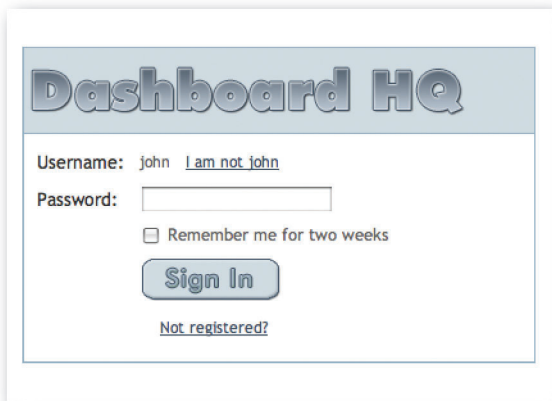 Dashboard HQ
Username: john I am not john
Password:
Remember me for two weeks
Sign In
Not registered?